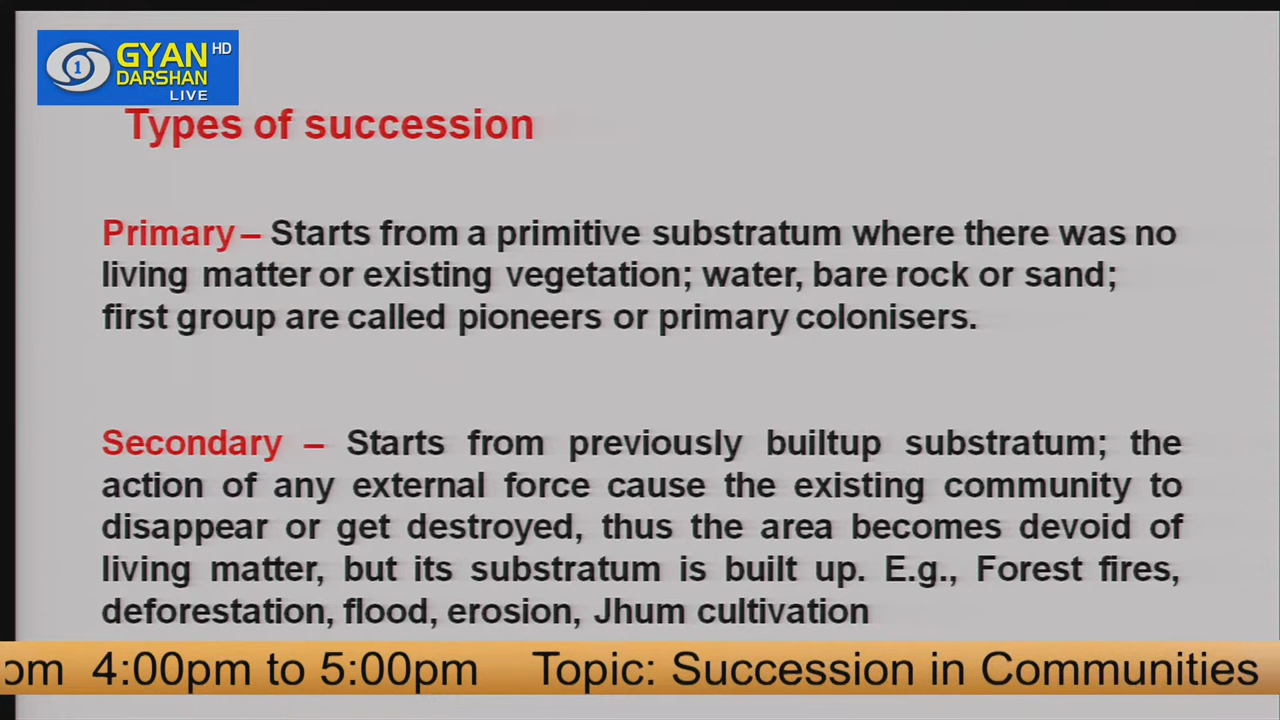 GYAN HD
DARSHAN
LIVE
1
Types of succession
Primary – Starts from a primitive substratum where there was no
living matter or existing vegetation; water, bare rock or sand;
first group are called pioneers or primary colonisers.
Secondary – Starts from previously builtup substratum; the
action of any external force cause the existing community to
disappear or get destroyed, thus the area becomes devoid of
living matter, but its substratum is built up. E.g., Forest fires,
deforestation, flood, erosion, Jhum cultivation
pm 4:00pm to 5:00pm Topic: Succession in Communities